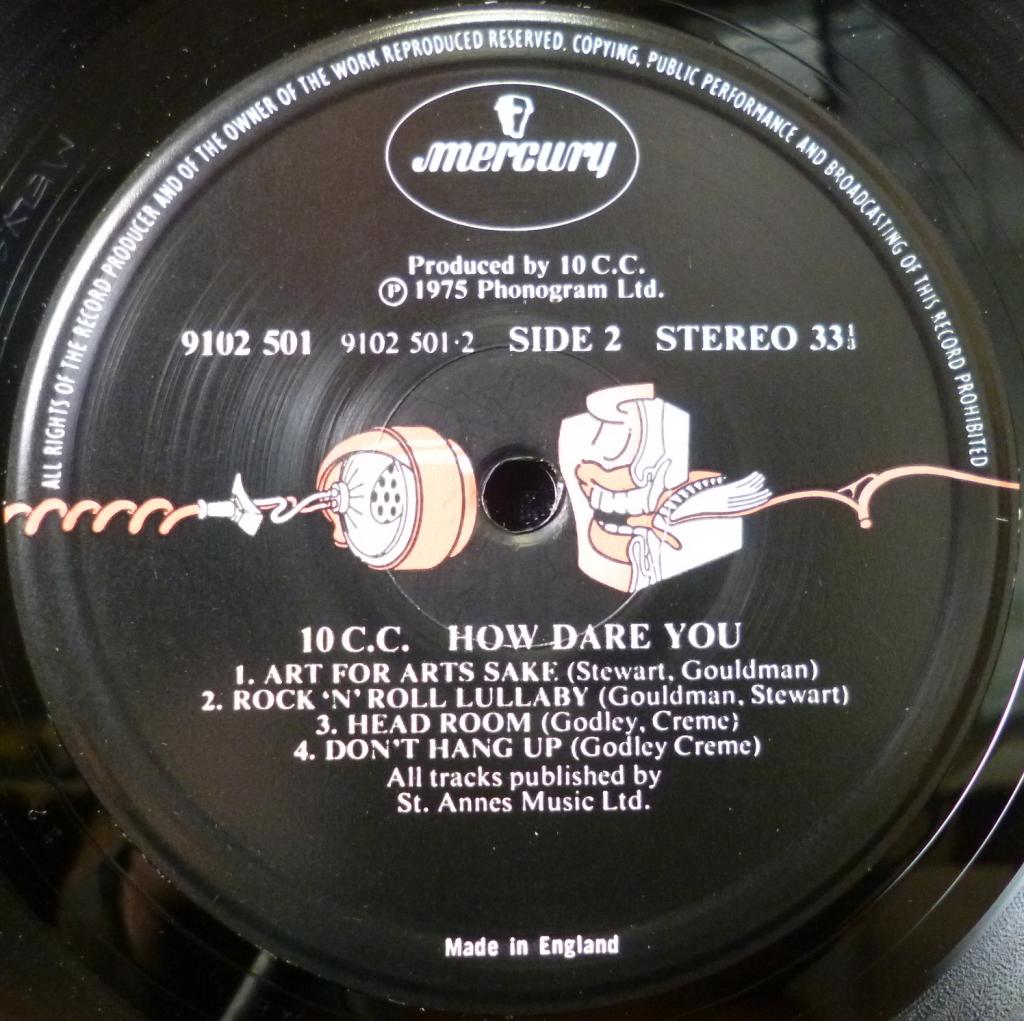 ALL RIGHTS OF THE RECORD PRODUCER AND OF THE OWNER OF THE WORK REPRODUCED RESERVED. COPYING, PUBLIC PERFORMANCE AND BROADCASTING OF THIS RECORD PROHIBITED
mercury
Produced by 10 C.C.
Ⓟ 1975 Phonogram Ltd.
9102 501 9102 501·2 SIDE 2 STEREO 33⅓
10 C.C. HOW DARE YOU
1. ART FOR ARTS SAKE (Stewart, Gouldman)
2. ROCK 'N' ROLL LULLABY (Gouldman, Stewart)
3. HEAD ROOM (Godley, Creme)
4. DON'T HANG UP (Godley Creme)
All tracks published by
St. Annes Music Ltd.
Made in England